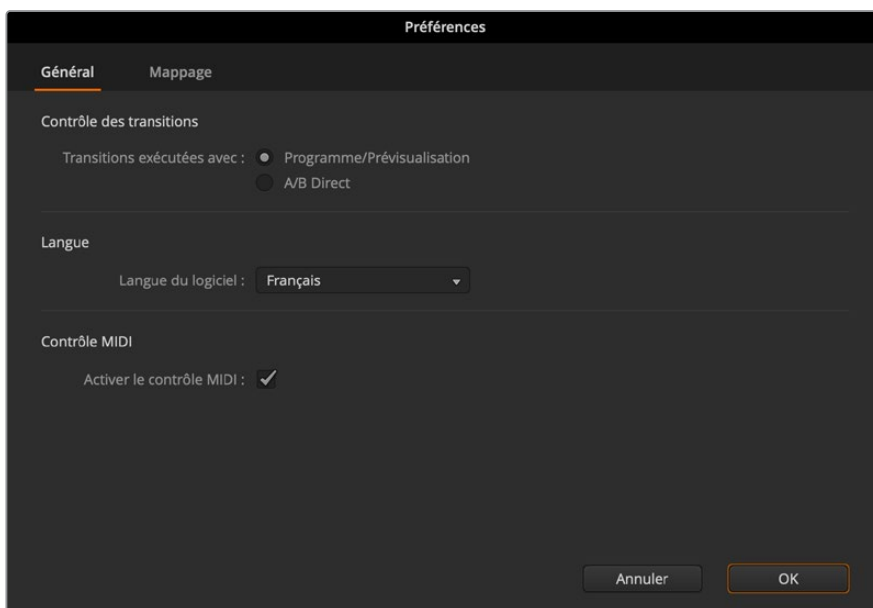 Préférences
Général Mappage
Contrôle des transitions
Transitions exécutées avec : Programme/Prévisualisation
A/B Direct
Langue
Langue du logiciel : Français
Contrôle MIDI
Activer le contrôle MIDI :
Annuler OK